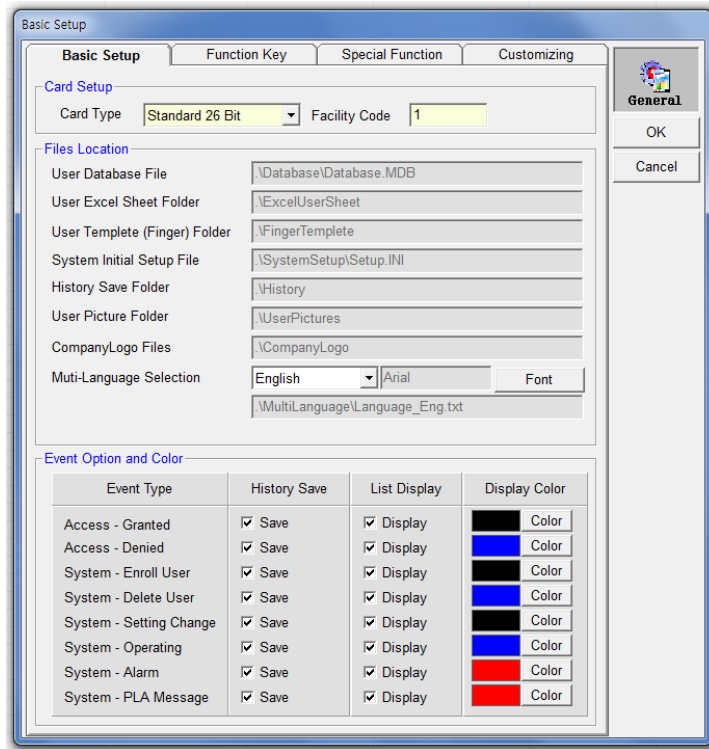 Basic Setup
Basic Setup Function Key Special Function Customizing
General
OK
Cancel
Card Setup
Card Type Standard 26 Bit Facility Code 1
Files Location
User Database File .\Database\Database.MDB
User Excel Sheet Folder .\ExcelUserSheet
User Templete (Finger) Folder .\FingerTemplete
System Initial Setup File .\SystemSetup\Setup.INI
History Save Folder .\History
User Picture Folder .\UserPictures
CompanyLogo Files .\CompanyLogo
Muti-Language Selection English Arial Font
.\MultiLanguage\Language_Eng.txt
Event Option and Color
Event Type History Save List Display Display Color
Access - Granted Save Display Color
Access - Denied Save Display Color
System - Enroll User Save Display Color
System - Delete User Save Display Color
System - Setting Change Save Display Color
System - Operating Save Display Color
System - Alarm Save Display Color
System - PLA Message Save Display Color